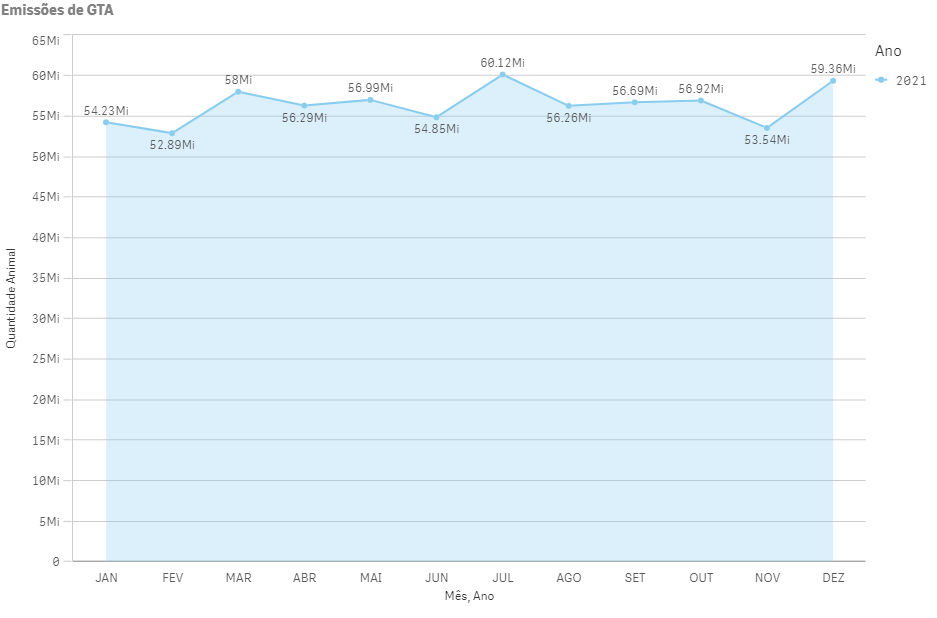 Emissões de GTA
Quantidade Animal
65Mi
60Mi
55Mi
50Mi
45Mi
40Mi
35Mi
30Mi
25Mi
20Mi
15Mi
10Mi
5Mi
0
54.23Mi
52.89Mi
58Mi
56.29Mi
56.99Mi
54.85Mi
60.12Mi
56.26Mi
56.69Mi
56.92Mi
53.54Mi
59.36Mi
JAN FEV MAR ABR MAI JUN JUL AGO SET OUT NOV DEZ
Mês, Ano
Ano
2021